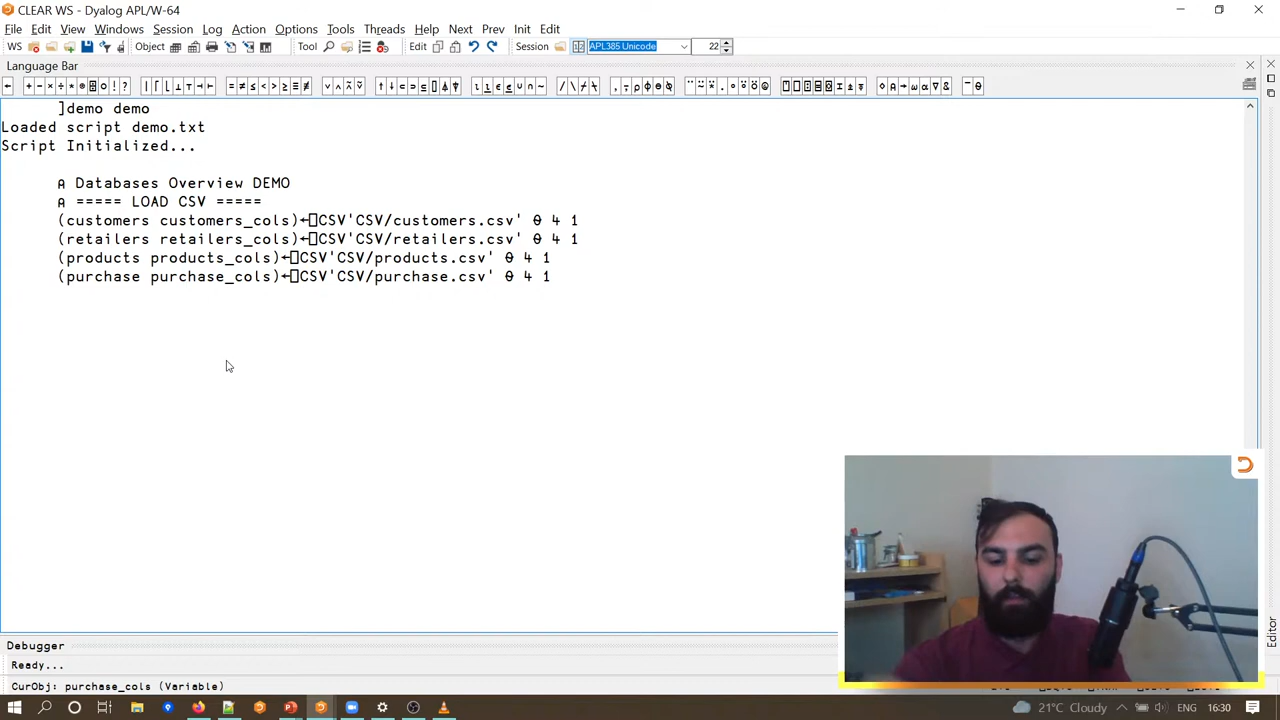 CLEAR WS - Dyalog APL/W-64
File Edit View Windows Session Log Action Options Tools Threads Help Next Prev Init Edit
WS Object Tool Edit Session APL385 Unicode 22
Language Bar
]demo demo
Loaded script demo.txt
Script Initialized...
⍝ Databases Overview DEMO
⍝ ===== LOAD CSV =====
(customers customers_cols)←⎕CSV'CSV/customers.csv' ⍬ 4 1
(retailers retailers_cols)←⎕CSV'CSV/retailers.csv' ⍬ 4 1
(products products_cols)←⎕CSV'CSV/products.csv' ⍬ 4 1
(purchase purchase_cols)←⎕CSV'CSV/purchase.csv' ⍬ 4 1
Editor
Debugger
Ready...
CurObj: purchase_cols (Variable)
21°C Cloudy ENG 16:30